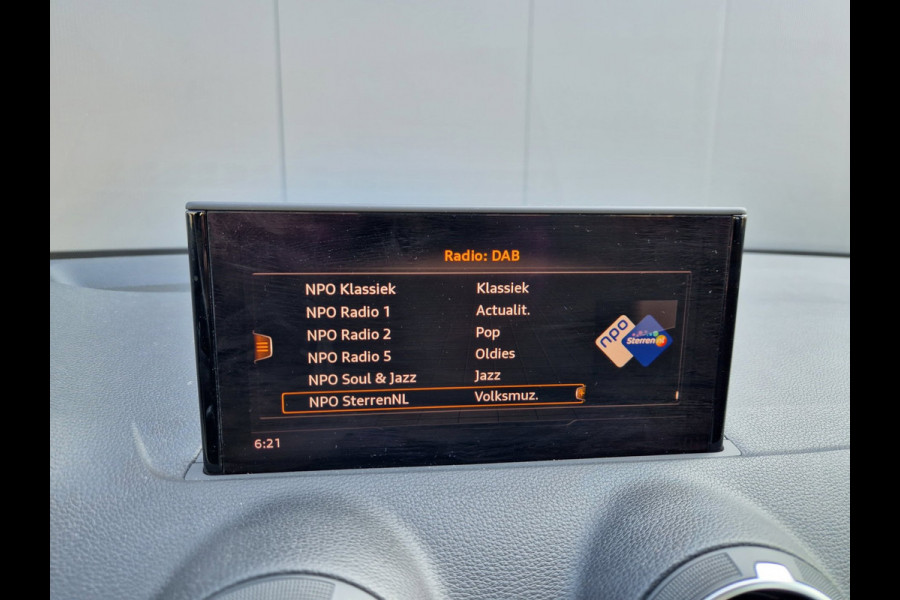 Radio: DAB
NPO Klassiek Klassiek
NPO Radio 1 Actualit.
NPO Radio 2 Pop
NPO Radio 5 Oldies
NPO Soul & Jazz Jazz
NPO SterrenNL Volksmuz.
npo SterrenNL
6:21